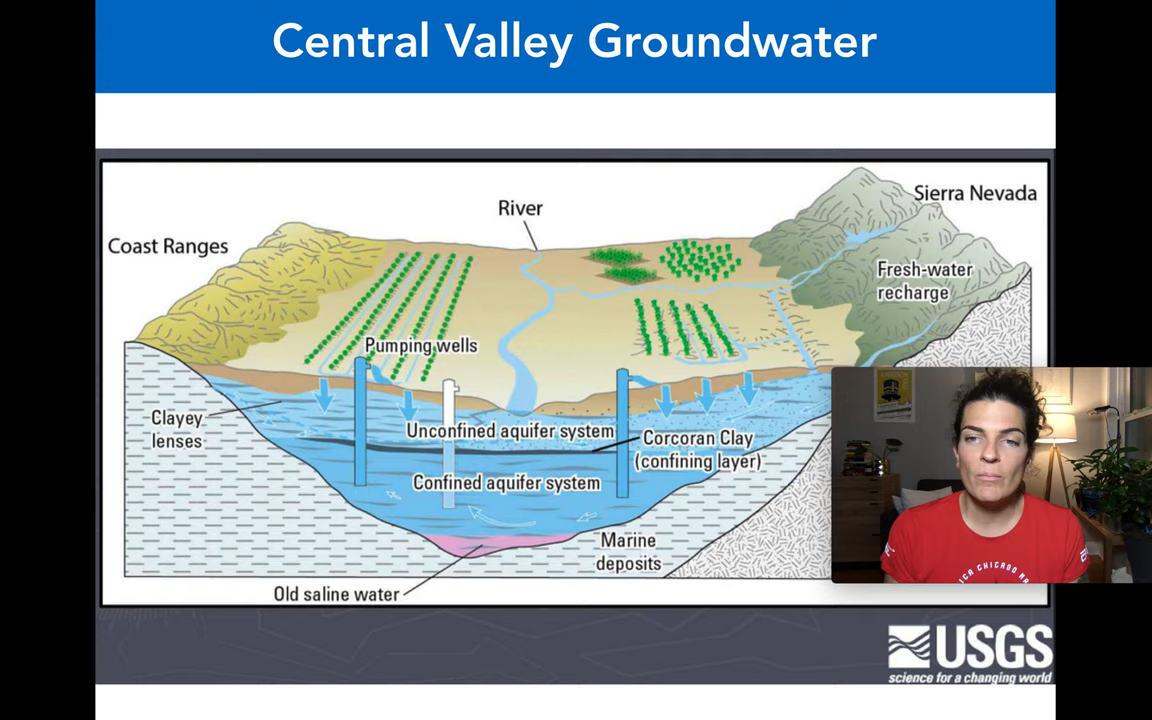 Central Valley Groundwater
Sierra Nevada
River
Coast Ranges
Fresh-water
recharge
Pumping wells
Clayey
lenses
Unconfined aquifer system
Corcoran Clay
(confining layer)
Confined aquifer system
Marine
deposits
Old saline water
CHICAGO
USGS
science for a changing world